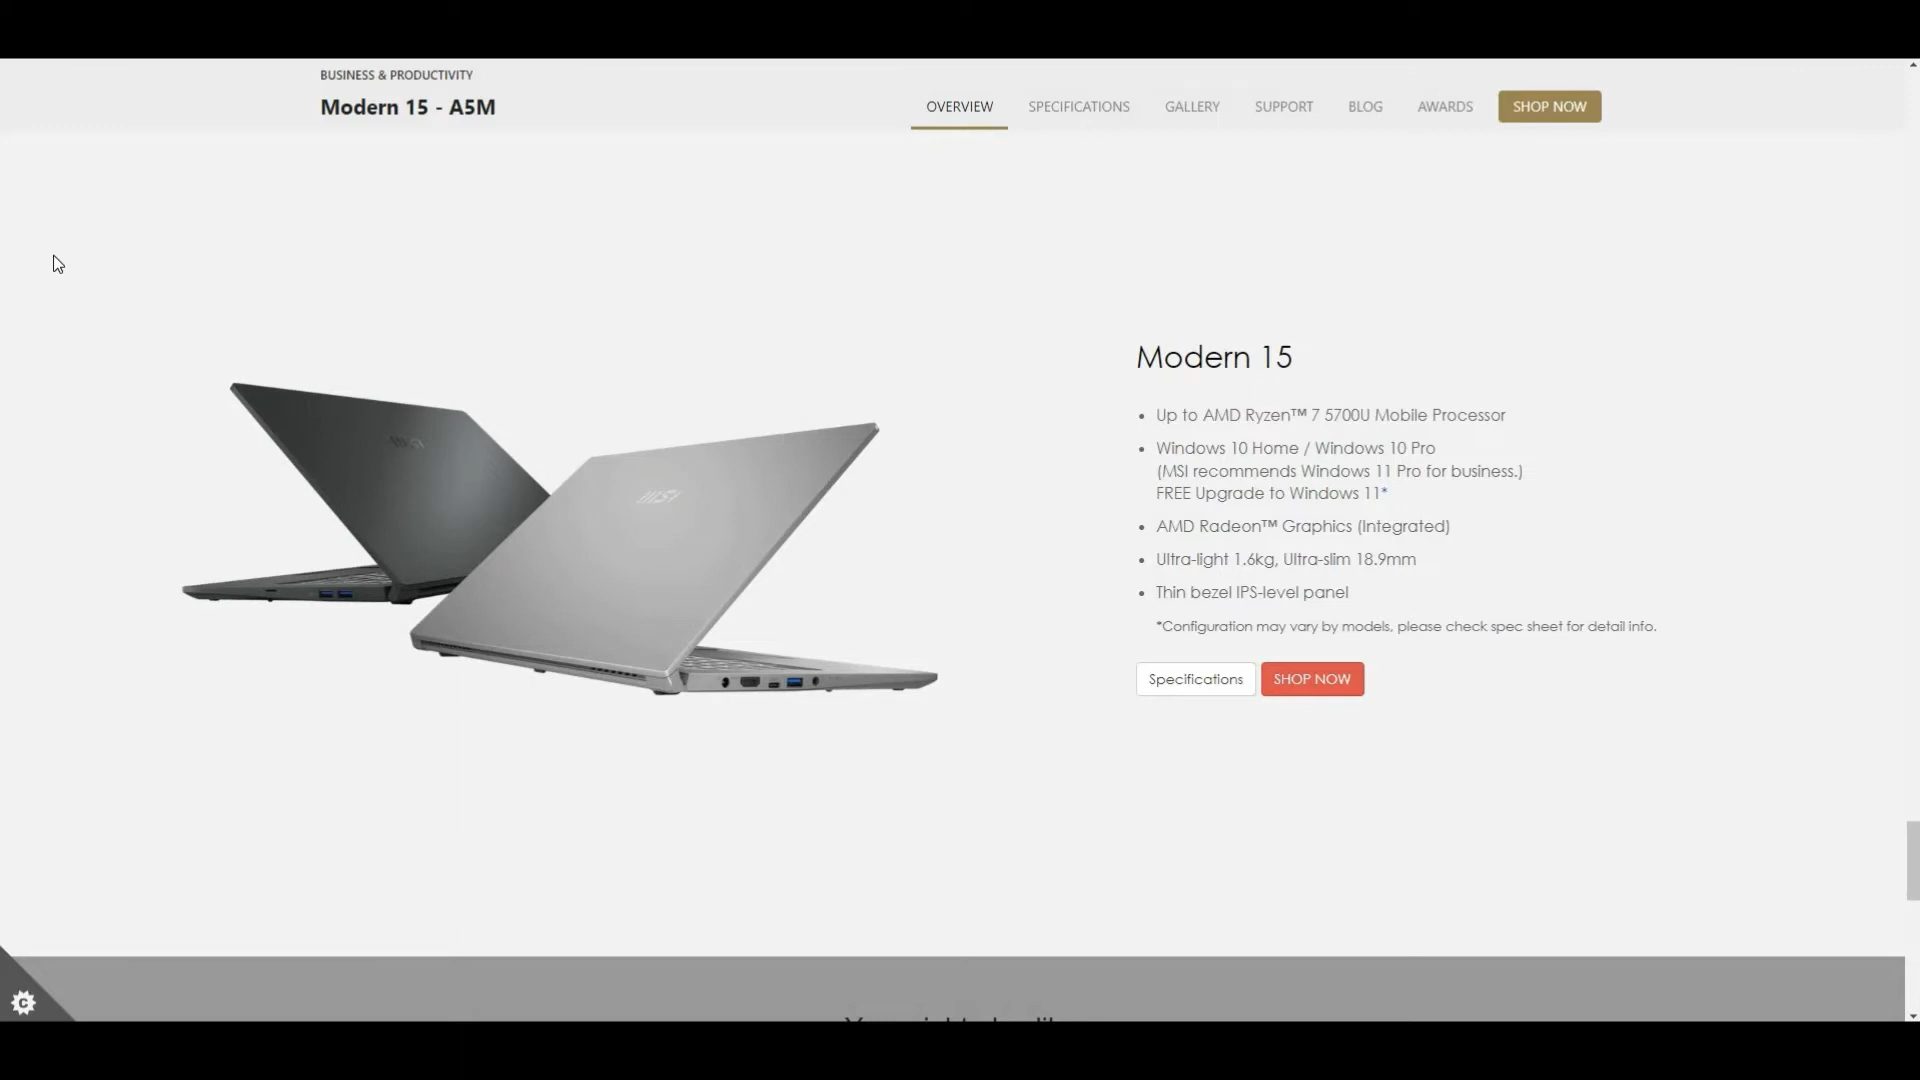 BUSINESS & PRODUCTIVITY
Modern 15 - A5M
OVERVIEW
SPECIFICATIONS
GALLERY
SUPPORT
BLOG
AWARDS
SHOP NOW
msi
msi
Modern 15
• Up to AMD Ryzen™ 7 5700U Mobile Processor
• Windows 10 Home / Windows 10 Pro
(MSI recommends Windows 11 Pro for business.)
FREE Upgrade to Windows 11*
• AMD Radeon™ Graphics (Integrated)
• Ultra-light 1.6kg, Ultra-slim 18.9mm
• Thin bezel IPS-level panel
*Configuration may vary by models, please check spec sheet for detail info.
Specifications
SHOP NOW